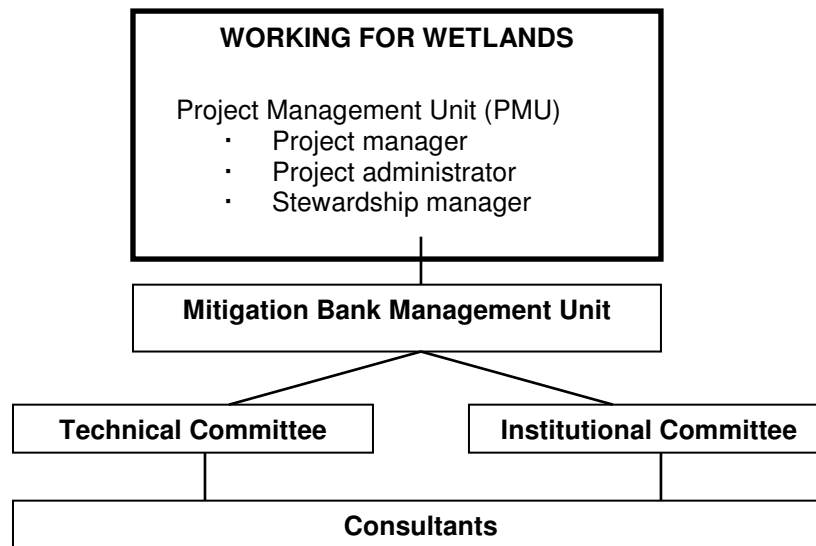 WORKING FOR WETLANDS
Project Management Unit (PMU)
· Project manager
· Project administrator
· Stewardship manager
Mitigation Bank Management Unit
Technical Committee
Institutional Committee
Consultants